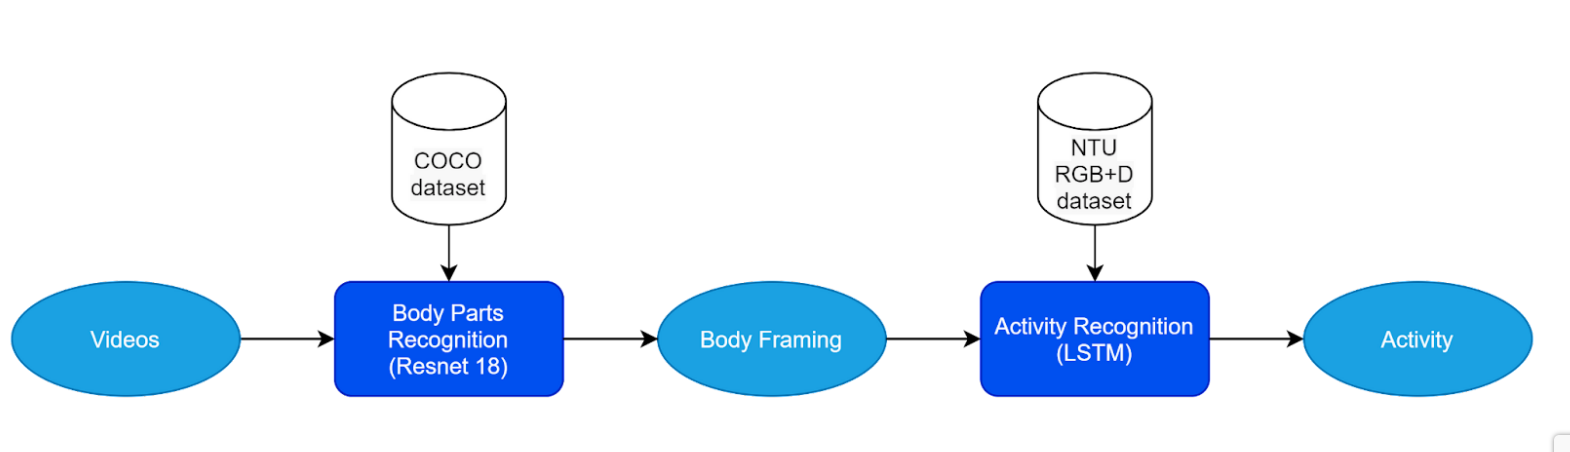 COCO
dataset
NTU
RGB+D
dataset
Videos
Body Parts
Recognition
(Resnet 18)
Body Framing
Activity Recognition
(LSTM)
Activity